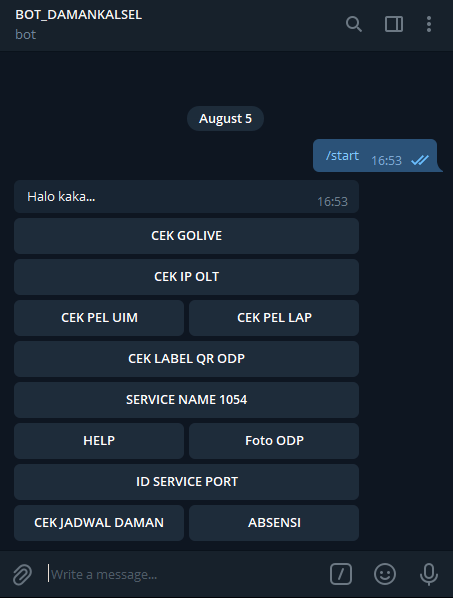 BOT_DAMANKALSEL
bot
August 5
/start 16:53
Halo kaka... 16:53
CEK GOLIVE
CEK IP OLT
CEK PEL UIM CEK PEL LAP
CEK LABEL QR ODP
SERVICE NAME 1054
HELP Foto ODP
ID SERVICE PORT
CEK JADWAL DAMAN ABSENSI
Write a message...